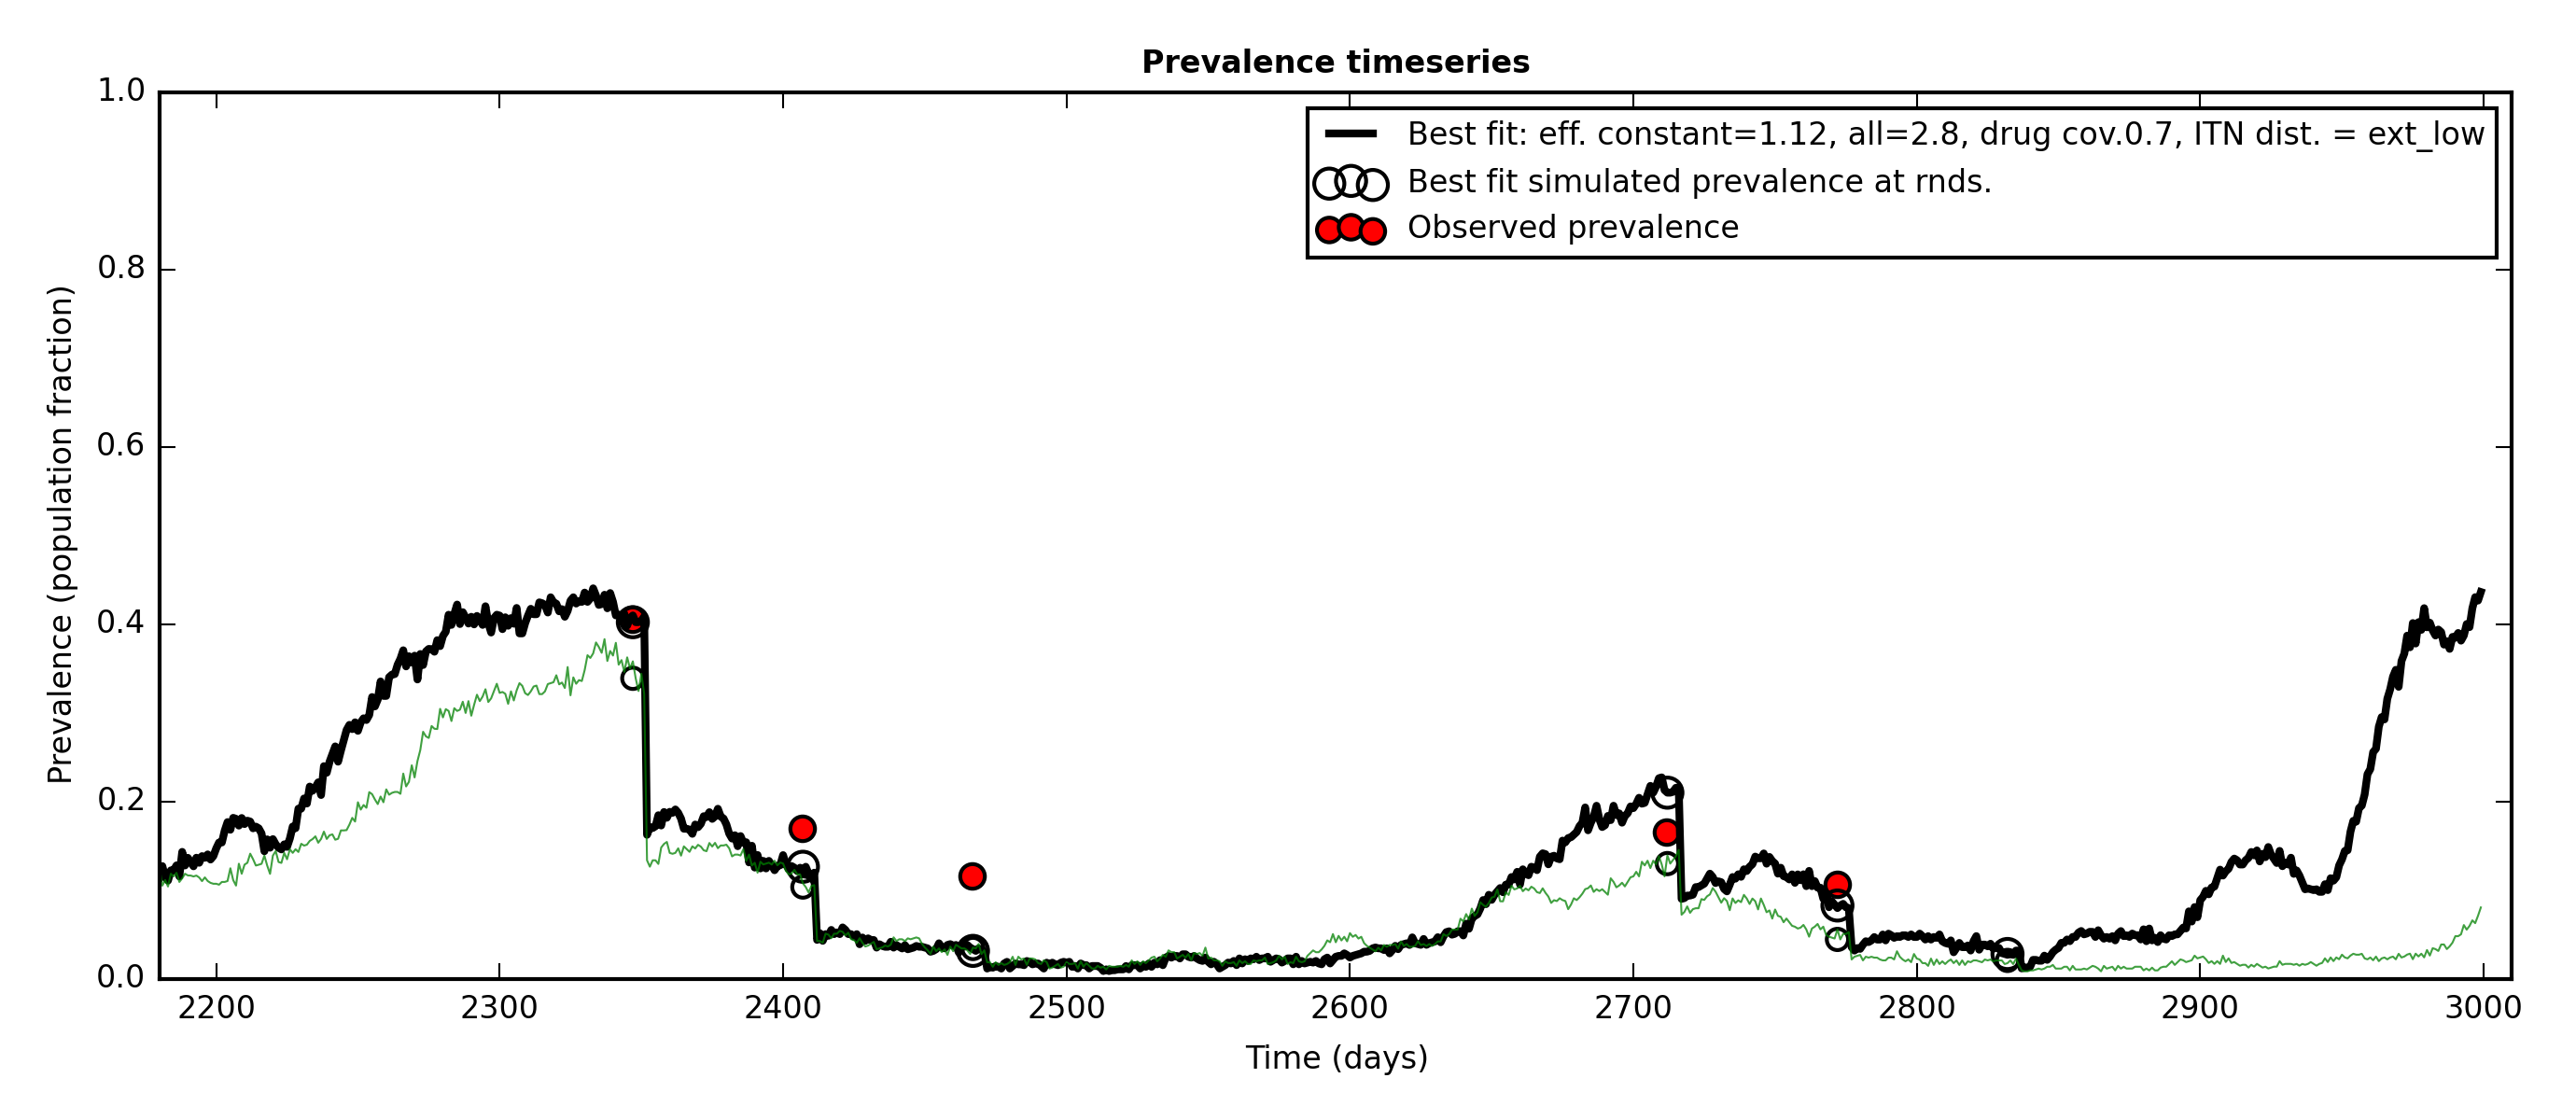 Prevalence timeseries
Best fit: eff. constant=1.12, all=2.8, drug cov.0.7, ITN dist. = ext_low
Best fit simulated prevalence at rnds.
Observed prevalence
Prevalence (population fraction)
1.0
0.8
0.6
0.4
0.2
0.0
2200 2300 2400 2500 2600 2700 2800 2900 3000
Time (days)